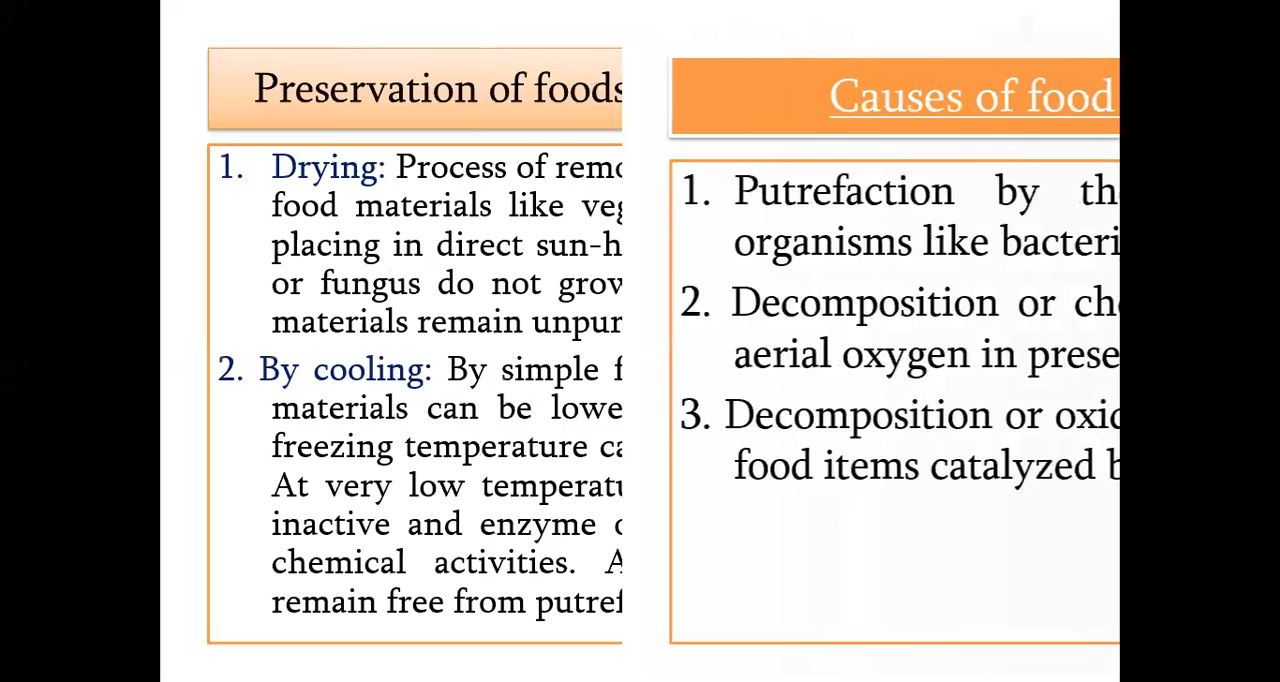 Preservation of foods
1. Drying: Process of remo
food materials like veg
placing in direct sun-h
or fungus do not grow
materials remain unpur
2. By cooling: By simple f
materials can be lowe
freezing temperature ca
At very low temperatu
inactive and enzyme
chemical activities. A
remain free from putref
Causes of food
1. Putrefaction by th
organisms like bacteri
2. Decomposition or che
aerial oxygen in prese
3. Decomposition or oxid
food items catalyzed b